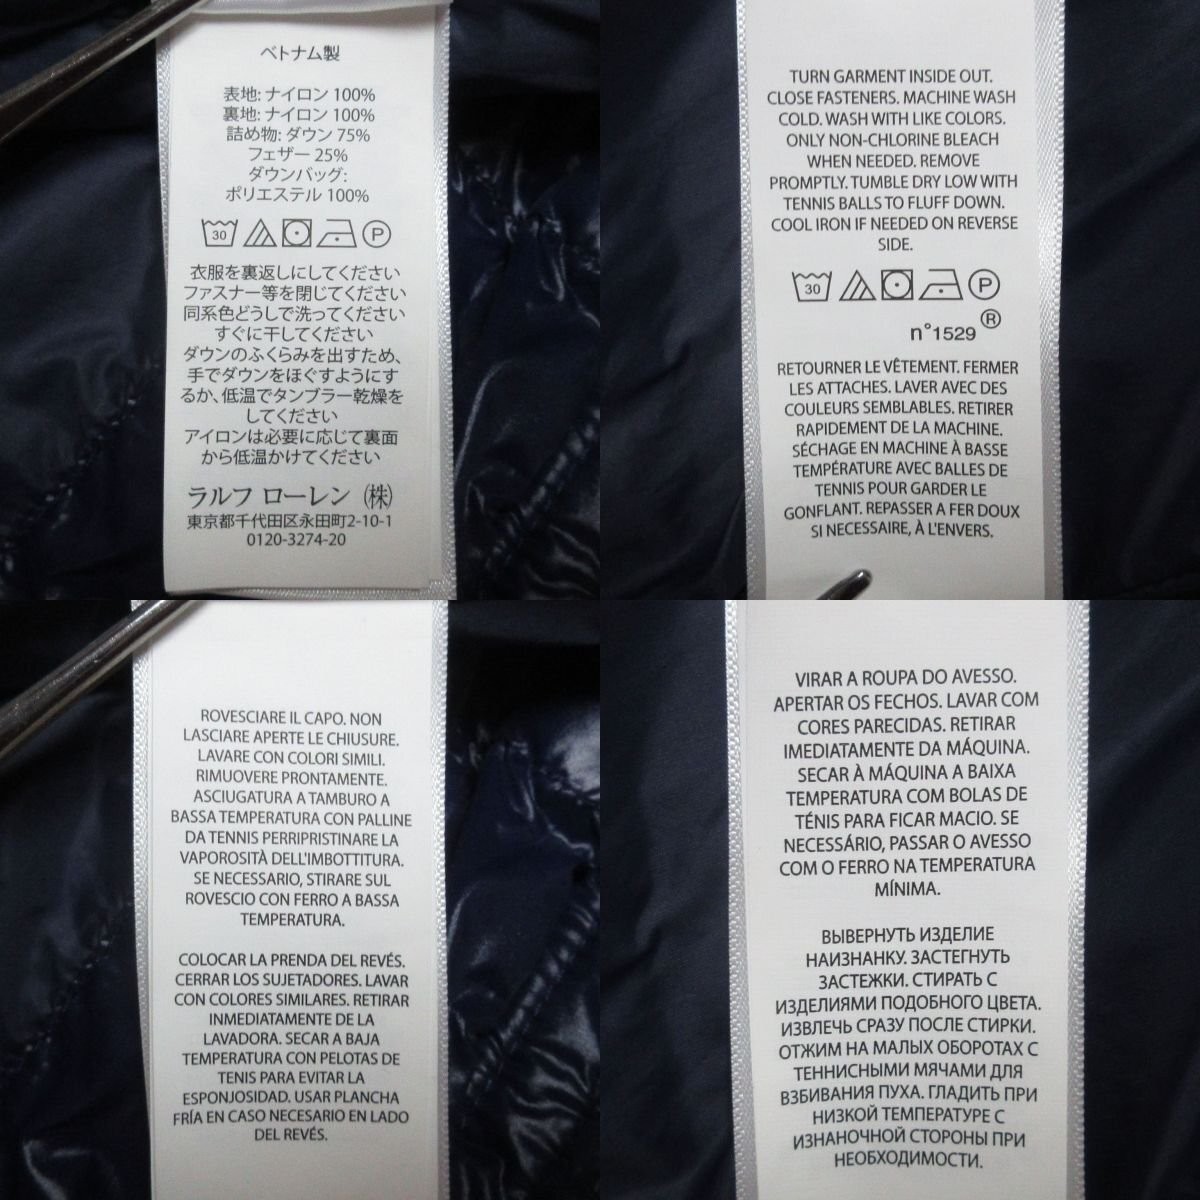 ベトナム製
表地: ナイロン 100%
裏地: ナイロン 100%
詰め物: ダウン 75%
フェザー 25%
ダウンバッグ:
ポリエステル 100%
30 P
衣服を裏返しにしてください
ファスナー等を閉じてください
同系色どうしで洗ってください
すぐに干してください
ダウンのふくらみを出すため、
手でダウンをほぐすようにす
るか、低温でタンブラー乾燥を
してください
アイロンは必要に応じて裏面
から低温かけてください
ラルフ ローレン ㈱
東京都千代田区永田町2-10-1
0120-3274-20
TURN GARMENT INSIDE OUT.
CLOSE FASTENERS. MACHINE WASH
COLD. WASH WITH LIKE COLORS.
ONLY NON-CHLORINE BLEACH
WHEN NEEDED. REMOVE
PROMPTLY. TUMBLE DRY LOW WITH
TENNIS BALLS TO FLUFF DOWN.
COOL IRON IF NEEDED ON REVERSE
SIDE.
30 P
n°1529 ®
RETOURNER LE VÊTEMENT. FERMER
LES ATTACHES. LAVER AVEC DES
COULEURS SEMBLABLES. RETIRER
RAPIDEMENT DE LA MACHINE.
SÉCHAGE EN MACHINE À BASSE
TEMPÉRATURE AVEC BALLES DE
TENNIS POUR GARDER LE
GONFLANT. REPASSER A FER DOUX
SI NECESSAIRE, À L'ENVERS.
ROVESCIARE IL CAPO. NON
LASCIARE APERTE LE CHIUSURE.
LAVARE CON COLORI SIMILI.
RIMUOVERE PRONTAMENTE.
ASCIUGATURA A TAMBURO A
BASSA TEMPERATURA CON PALLINE
DA TENNIS PERRIPRISTINARE LA
VAPOROSITÀ DELL'IMBOTTITURA.
SE NECESSARIO, STIRARE SUL
ROVESCIO CON FERRO A BASSA
TEMPERATURA.
COLOCAR LA PRENDA DEL REVÉS.
CERRAR LOS SUJETADORES. LAVAR
CON COLORES SIMILARES. RETIRAR
INMEDIATAMENTE DE LA
LAVADORA. SECAR A BAJA
TEMPERATURA CON PELOTAS DE
TENIS PARA EVITAR LA
ESPONJOSIDAD. USAR PLANCHA
FRÍA EN CASO NECESARIO EN LADO
DEL REVÉS.
VIRAR A ROUPA DO AVESSO.
APERTAR OS FECHOS. LAVAR COM
CORES PARECIDAS. RETIRAR
IMEDIATAMENTE DA MÁQUINA.
SECAR À MÁQUINA A BAIXA
TEMPERATURA COM BOLAS DE
TÉNIS PARA FICAR MACIO. SE
NECESSÁRIO, PASSAR O AVESSO
COM O FERRO NA TEMPERATURA
MÍNIMA.
ВЫВЕРНУТЬ ИЗДЕЛИЕ
НАИЗНАНКУ. ЗАСТЕГНУТЬ
ЗАСТЕЖКИ. СТИРАТЬ С
ИЗДЕЛИЯМИ ПОДОБНОГО ЦВЕТА.
ИЗВЛЕЧЬ СРАЗУ ПОСЛЕ СТИРКИ.
ОТЖИМ НА МАЛЫХ ОБОРОТАХ С
ТЕННИСНЫМИ МЯЧАМИ ДЛЯ
ВЗБИВАНИЯ ПУХА. ГЛАДИТЬ ПРИ
НИЗКОЙ ТЕМПЕРАТУРЕ С
ИЗНАНОЧНОЙ СТОРОНЫ ПРИ
НЕОБХОДИМОСТИ.